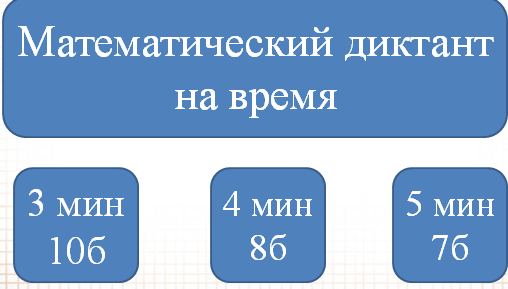 Математический диктант
на время
3 мин
10б
4 мин
8б
5 мин
7б